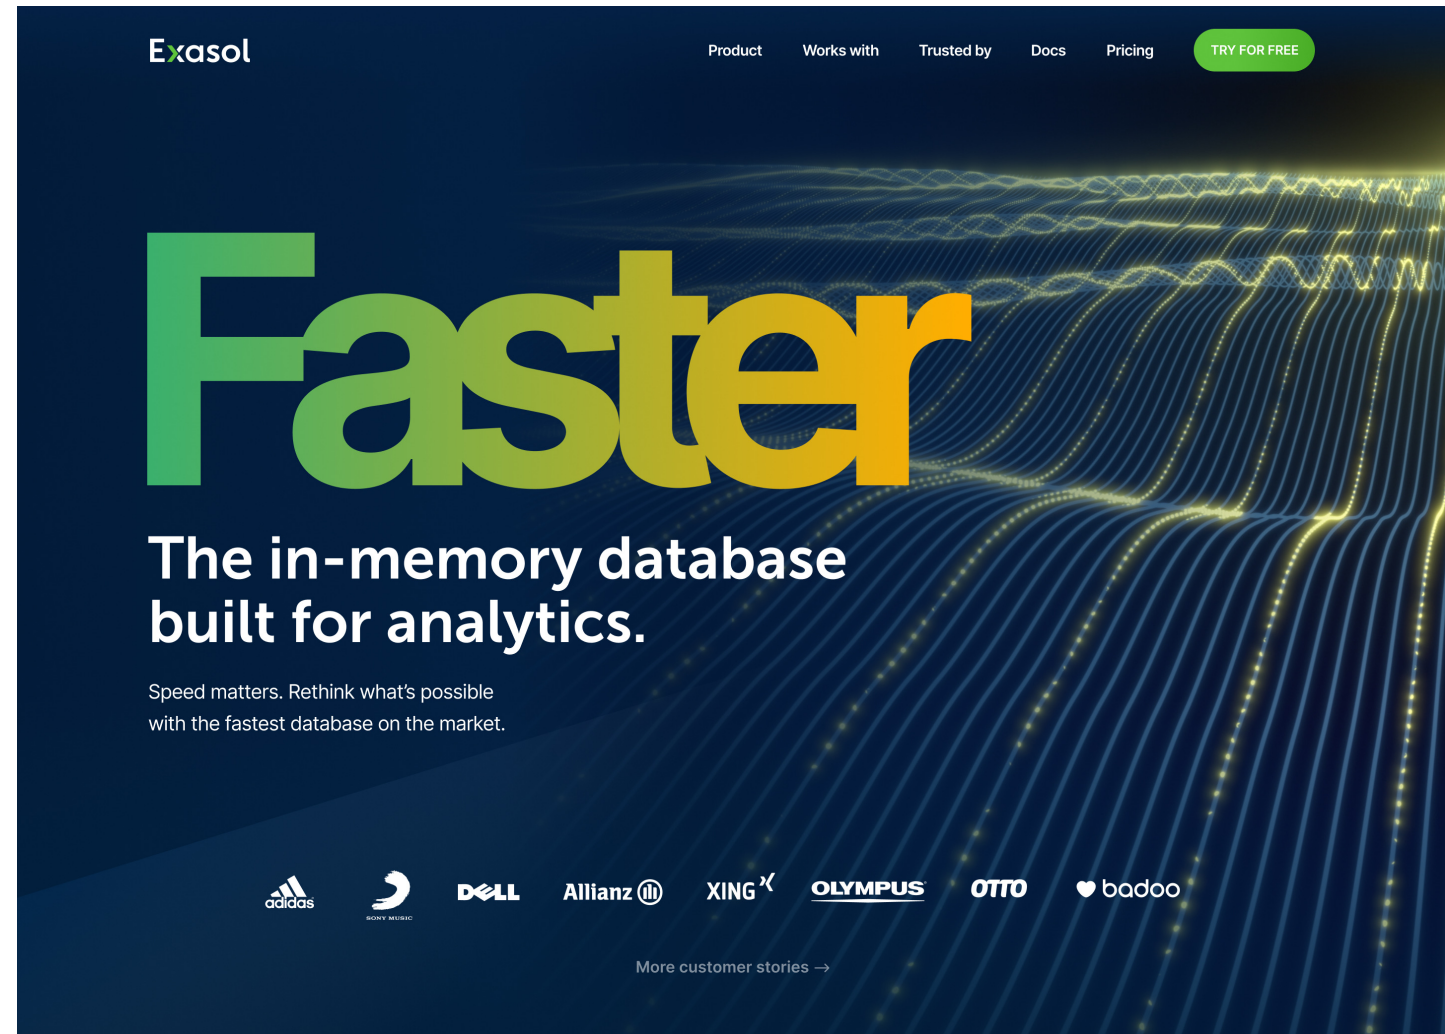 Exasol
Product Works with Trusted by Docs Pricing TRY FOR FREE
Faster
The in-memory database
built for analytics.
Speed matters. Rethink what’s possible
with the fastest database on the market.
adidas SONY MUSIC DELL Allianz XING OLYMPUS OTTO badoo
More customer stories →